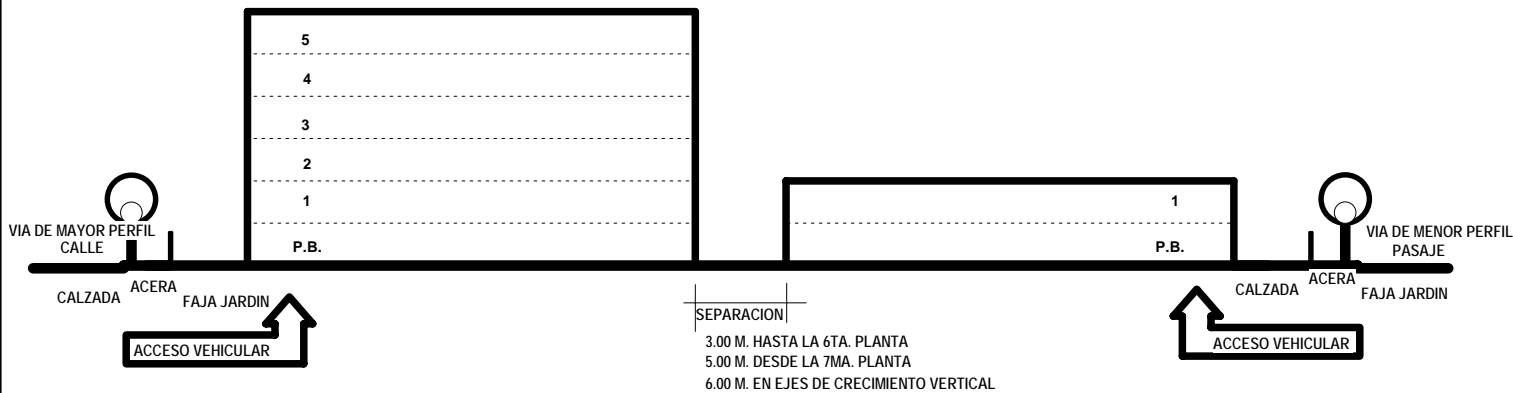 5
4
3
2
1
P.B.
1
P.B.
VIA DE MAYOR PERFIL
CALLE
CALZADA
ACERA
FAJA JARDIN
ACCESO VEHICULAR
SEPARACION
3.00 M. HASTA LA 6TA. PLANTA
5.00 M. DESDE LA 7MA. PLANTA
6.00 M. EN EJES DE CRECIMIENTO VERTICAL
VIA DE MENOR PERFIL
PASAJE
CALZADA
ACERA
FAJA JARDIN
ACCESO VEHICULAR